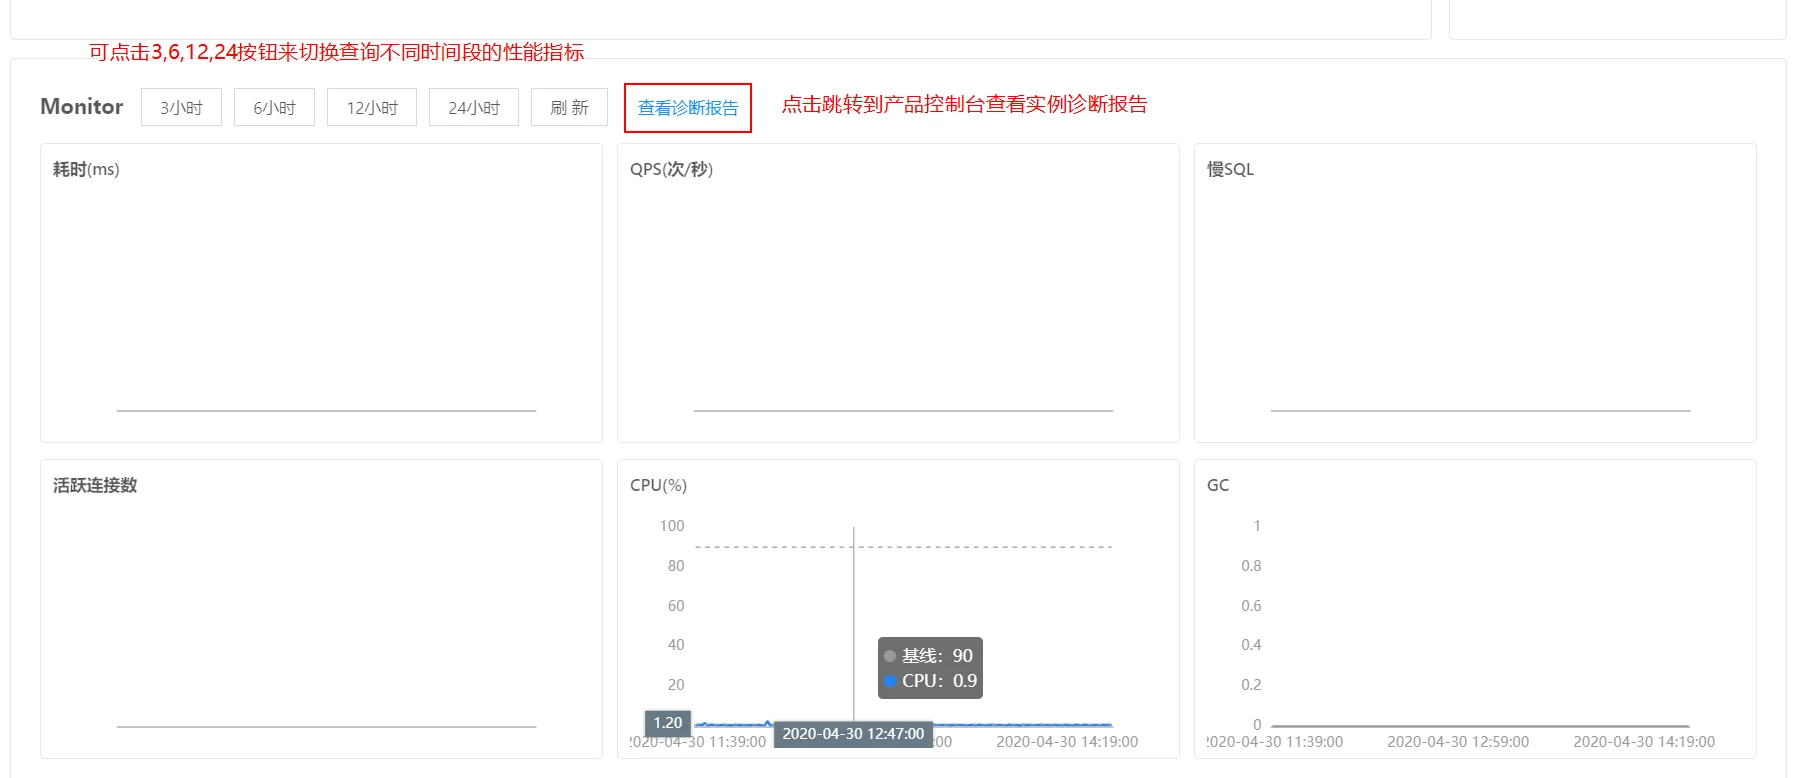 可点击3,6,12,24按钮来切换查询不同时间段的性能指标
Monitor 3小时 6小时 12小时 24小时 刷 新 查看诊断报告 点击跳转到产品控制台查看实例诊断报告
耗时(ms) QPS(次/秒) 慢SQL
活跃连接数 CPU(%) GC
100 1
80 0.8
60 0.6
40 0.4
基线：90
CPU：0.9
20 0.2
1.20 0
2020-04-30 12:47:00
2020-04-30 11:39:00 :00 2020-04-30 14:19:00 2020-04-30 11:39:00 2020-04-30 12:59:00 2020-04-30 14:19:00